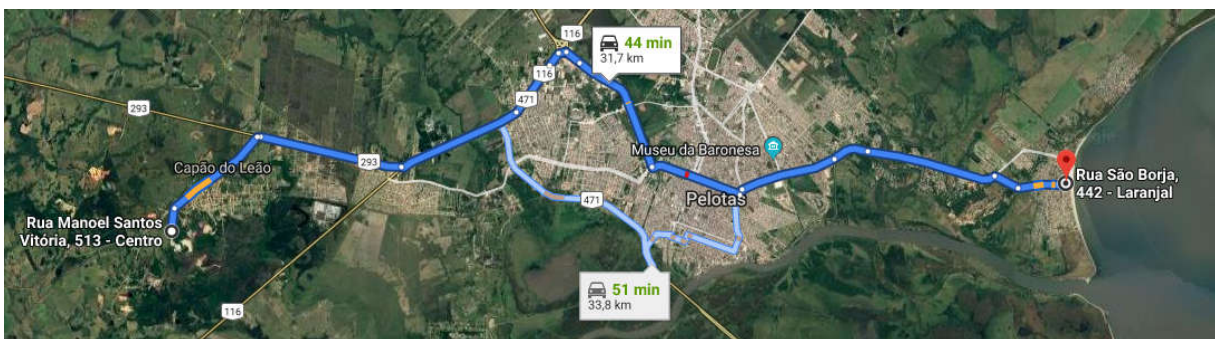 116
44 min
31,7 km
116
293
471
Museu da Baronesa
293
Capão do Leão
Rua São Borja,
442 - Laranjal
Pelotas
471
Rua Manoel Santos
Vitória, 513 - Centro
51 min
33,8 km
116